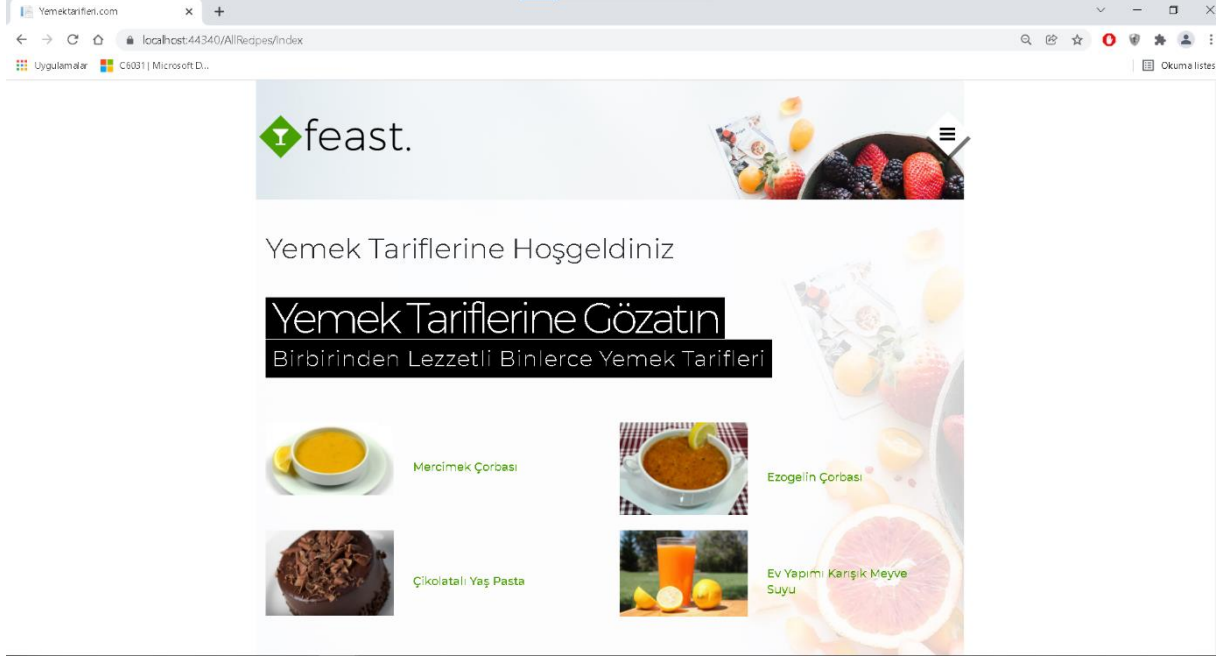 Yemektarifleri.com
localhost:44340/AllRecipes/Index
Uygulamalar
C6031 | Microsoft D...
Okuma listes
feast.
Yemek Tariflerine Hoşgeldiniz
Yemek Tariflerine Gözatın
Birbirinden Lezzetli Binlerce Yemek Tarifleri
Mercimek Çorbası
Ezogelin Çorbası
Çikolatalı Yaş Pasta
Ev Yapımı Karışık Meyve
Suyu